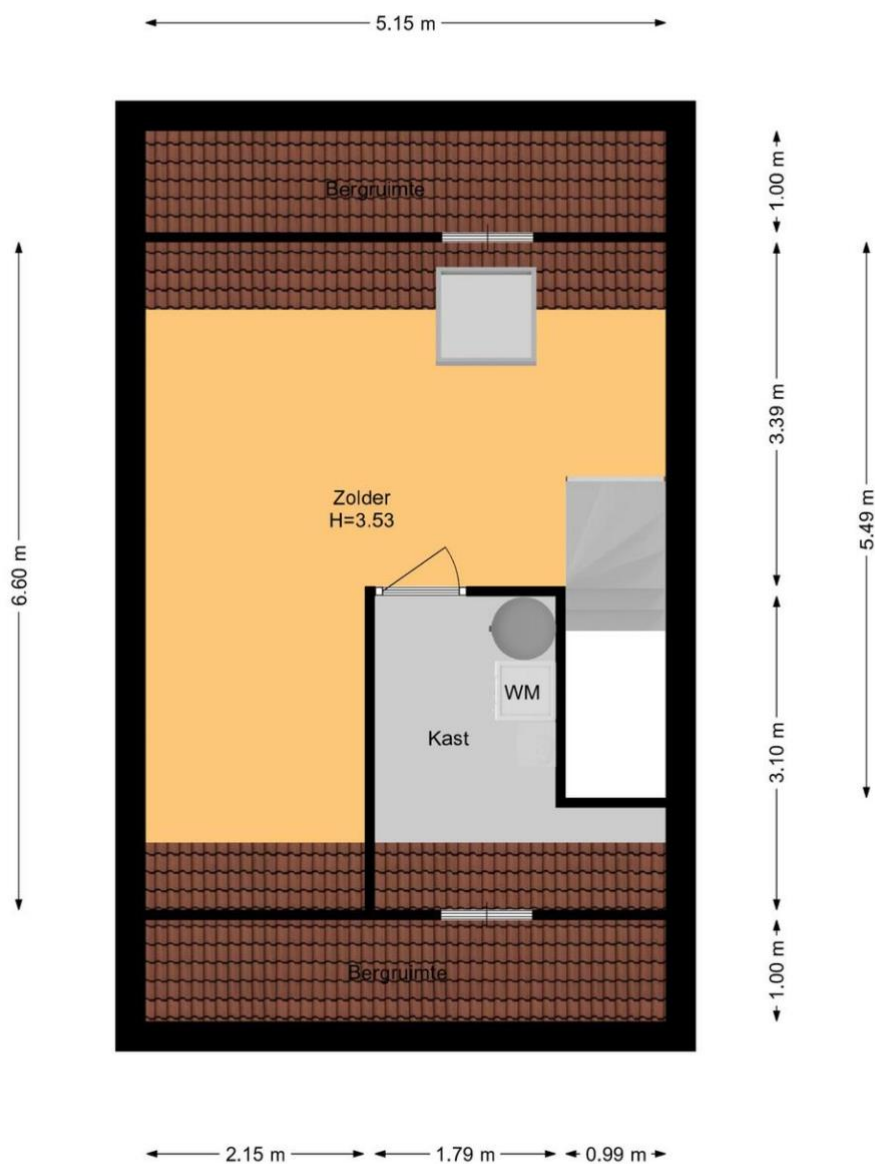 5.15 m
Bergruimte
1.00 m
3.39 m
Zolder
H=3.53
6.60 m
5.49 m
WM
Kast
3.10 m
Bergruimte
1.00 m
2.15 m
1.79 m
0.99 m